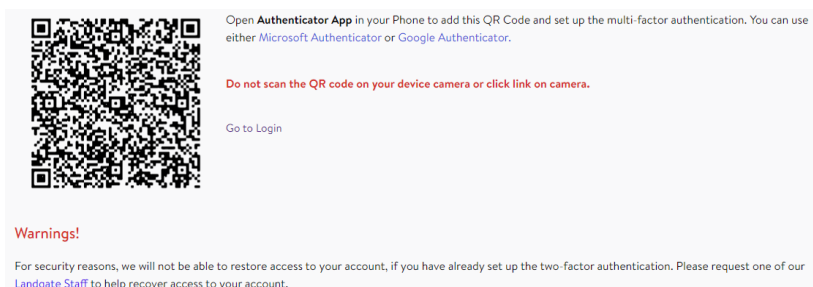 Open Authenticator App in your Phone to add this QR Code and set up the multi-factor authentication. You can use
either Microsoft Authenticator or Google Authenticator.
Do not scan the QR code on your device camera or click link on camera.
Go to Login
Warnings!
For security reasons, we will not be able to restore access to your account, if you have already set up the two-factor authentication. Please request one of our
Landgate Staff to help recover access to your account.